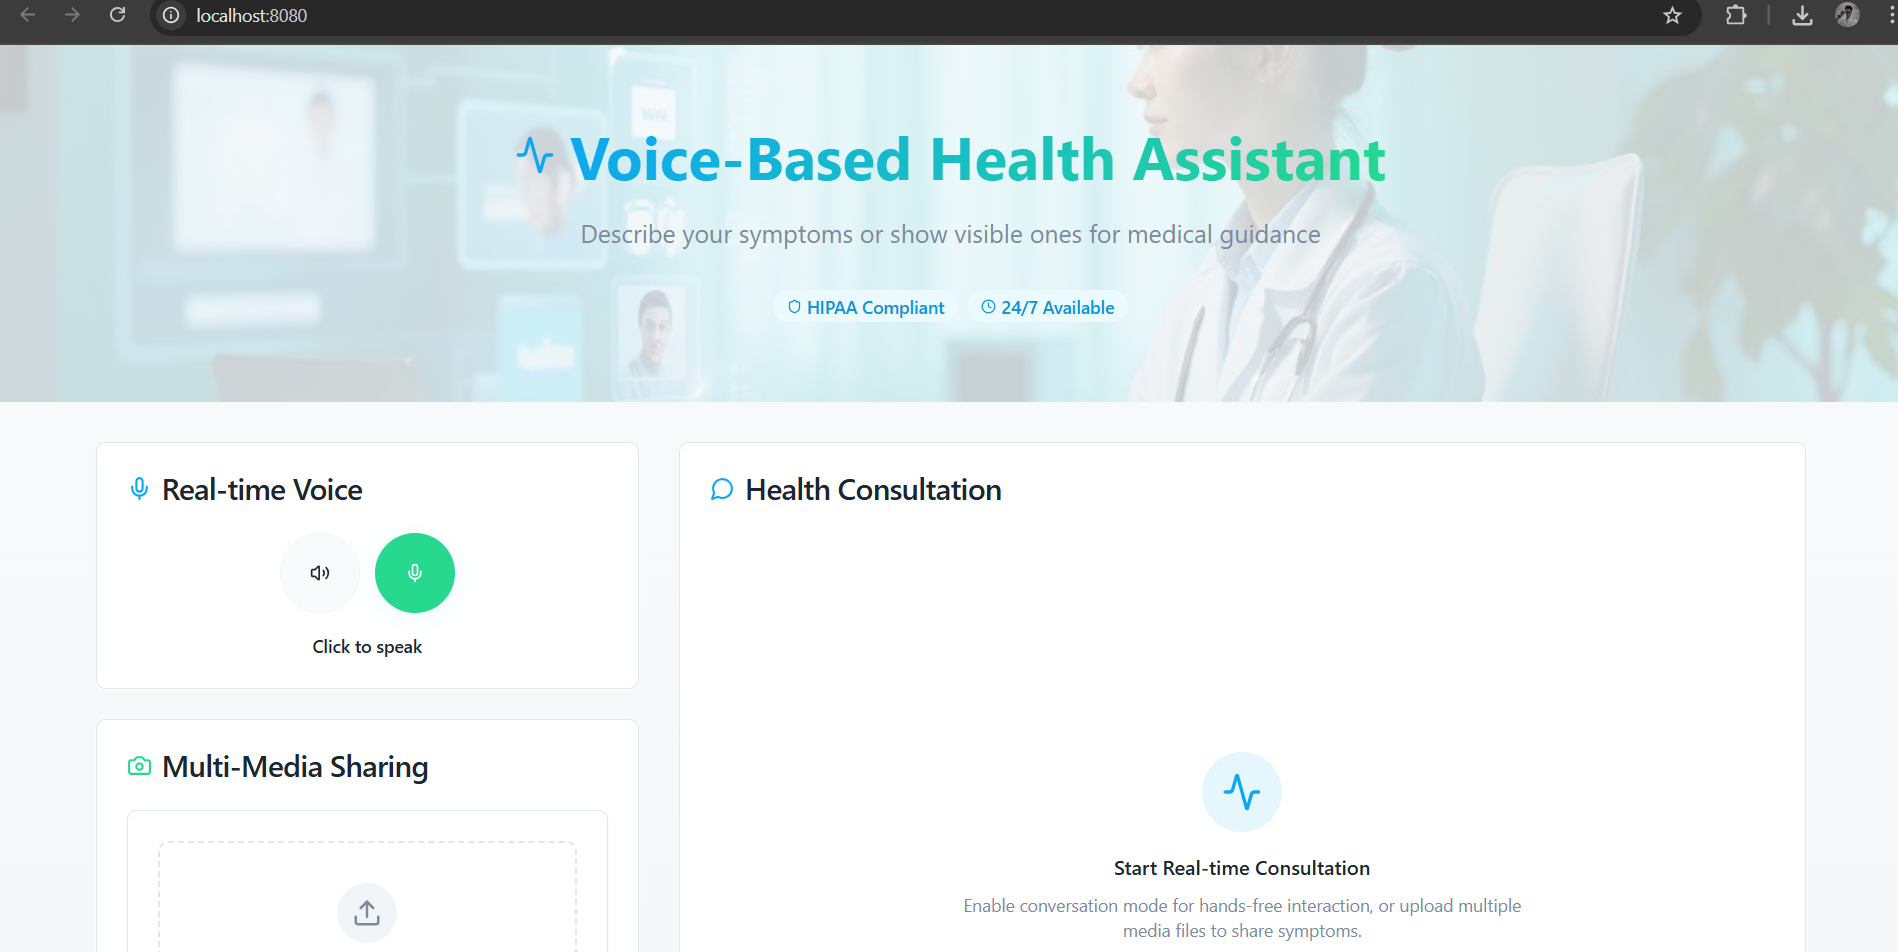 localhost:8080
Voice-Based Health Assistant
Describe your symptoms or show visible ones for medical guidance
HIPAA Compliant
24/7 Available
Real-time Voice
Click to speak
Multi-Media Sharing
Health Consultation
Start Real-time Consultation
Enable conversation mode for hands-free interaction, or upload multiple
media files to share symptoms.